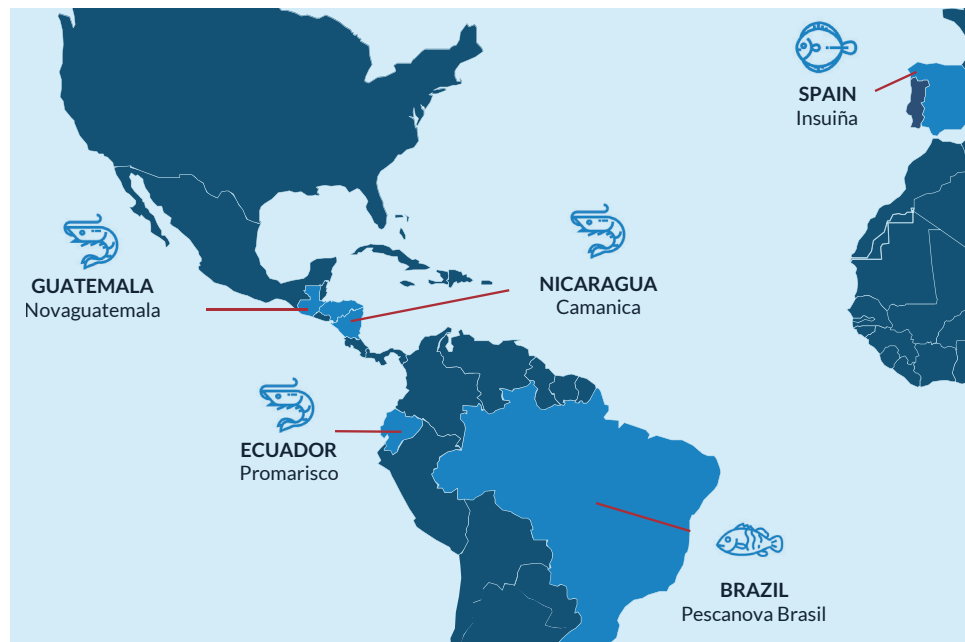 SPAIN
Insuiña
GUATEMALA
Novaguatemala
NICARAGUA
Camanica
ECUADOR
Promarisco
BRAZIL
Pescanova Brasil